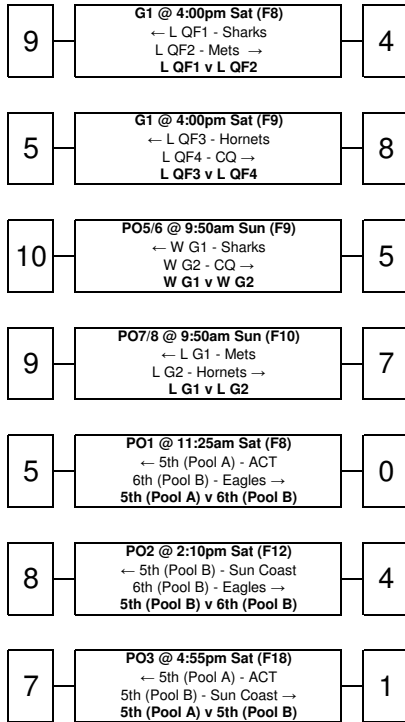 G1 @ 4:00pm Sat (F8)
← L QF1 - Sharks
9
L QF2 - Mets →
4
L QF1 v L QF2
G1 @ 4:00pm Sat (F9)
← L QF3 - Hornets
5
L QF4 - CQ →
8
L QF3 v L QF4
PO5/6 @ 9:50am Sun (F9)
← W G1 - Sharks
10
W G2 - CQ →
5
W G1 v W G2
PO7/8 @ 9:50am Sun (F10)
← L G1 - Mets
9
L G2 - Hornets →
7
L G1 v L G2
PO1 @ 11:25am Sat (F8)
← 5th (Pool A) - ACT
5
6th (Pool B) - Eagles →
0
5th (Pool A) v 6th (Pool B)
PO2 @ 2:10pm Sat (F12)
← 5th (Pool B) - Sun Coast
8
6th (Pool B) - Eagles →
4
5th (Pool B) v 6th (Pool B)
PO3 @ 4:55pm Sat (F18)
← 5th (Pool A) - ACT
7
5th (Pool B) - Sun Coast →
1
5th (Pool A) v 5th (Pool B)